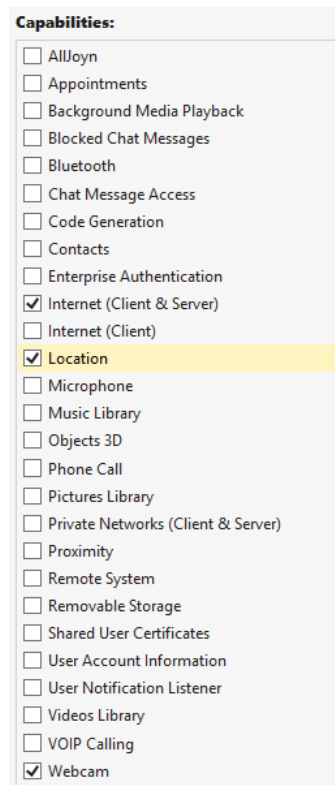 Capabilities:
AllJoyn
Appointments
Background Media Playback
Blocked Chat Messages
Bluetooth
Chat Message Access
Code Generation
Contacts
Enterprise Authentication
Internet (Client & Server)
Internet (Client)
Location
Microphone
Music Library
Objects 3D
Phone Call
Pictures Library
Private Networks (Client & Server)
Proximity
Remote System
Removable Storage
Shared User Certificates
User Account Information
User Notification Listener
Videos Library
VOIP Calling
Webcam